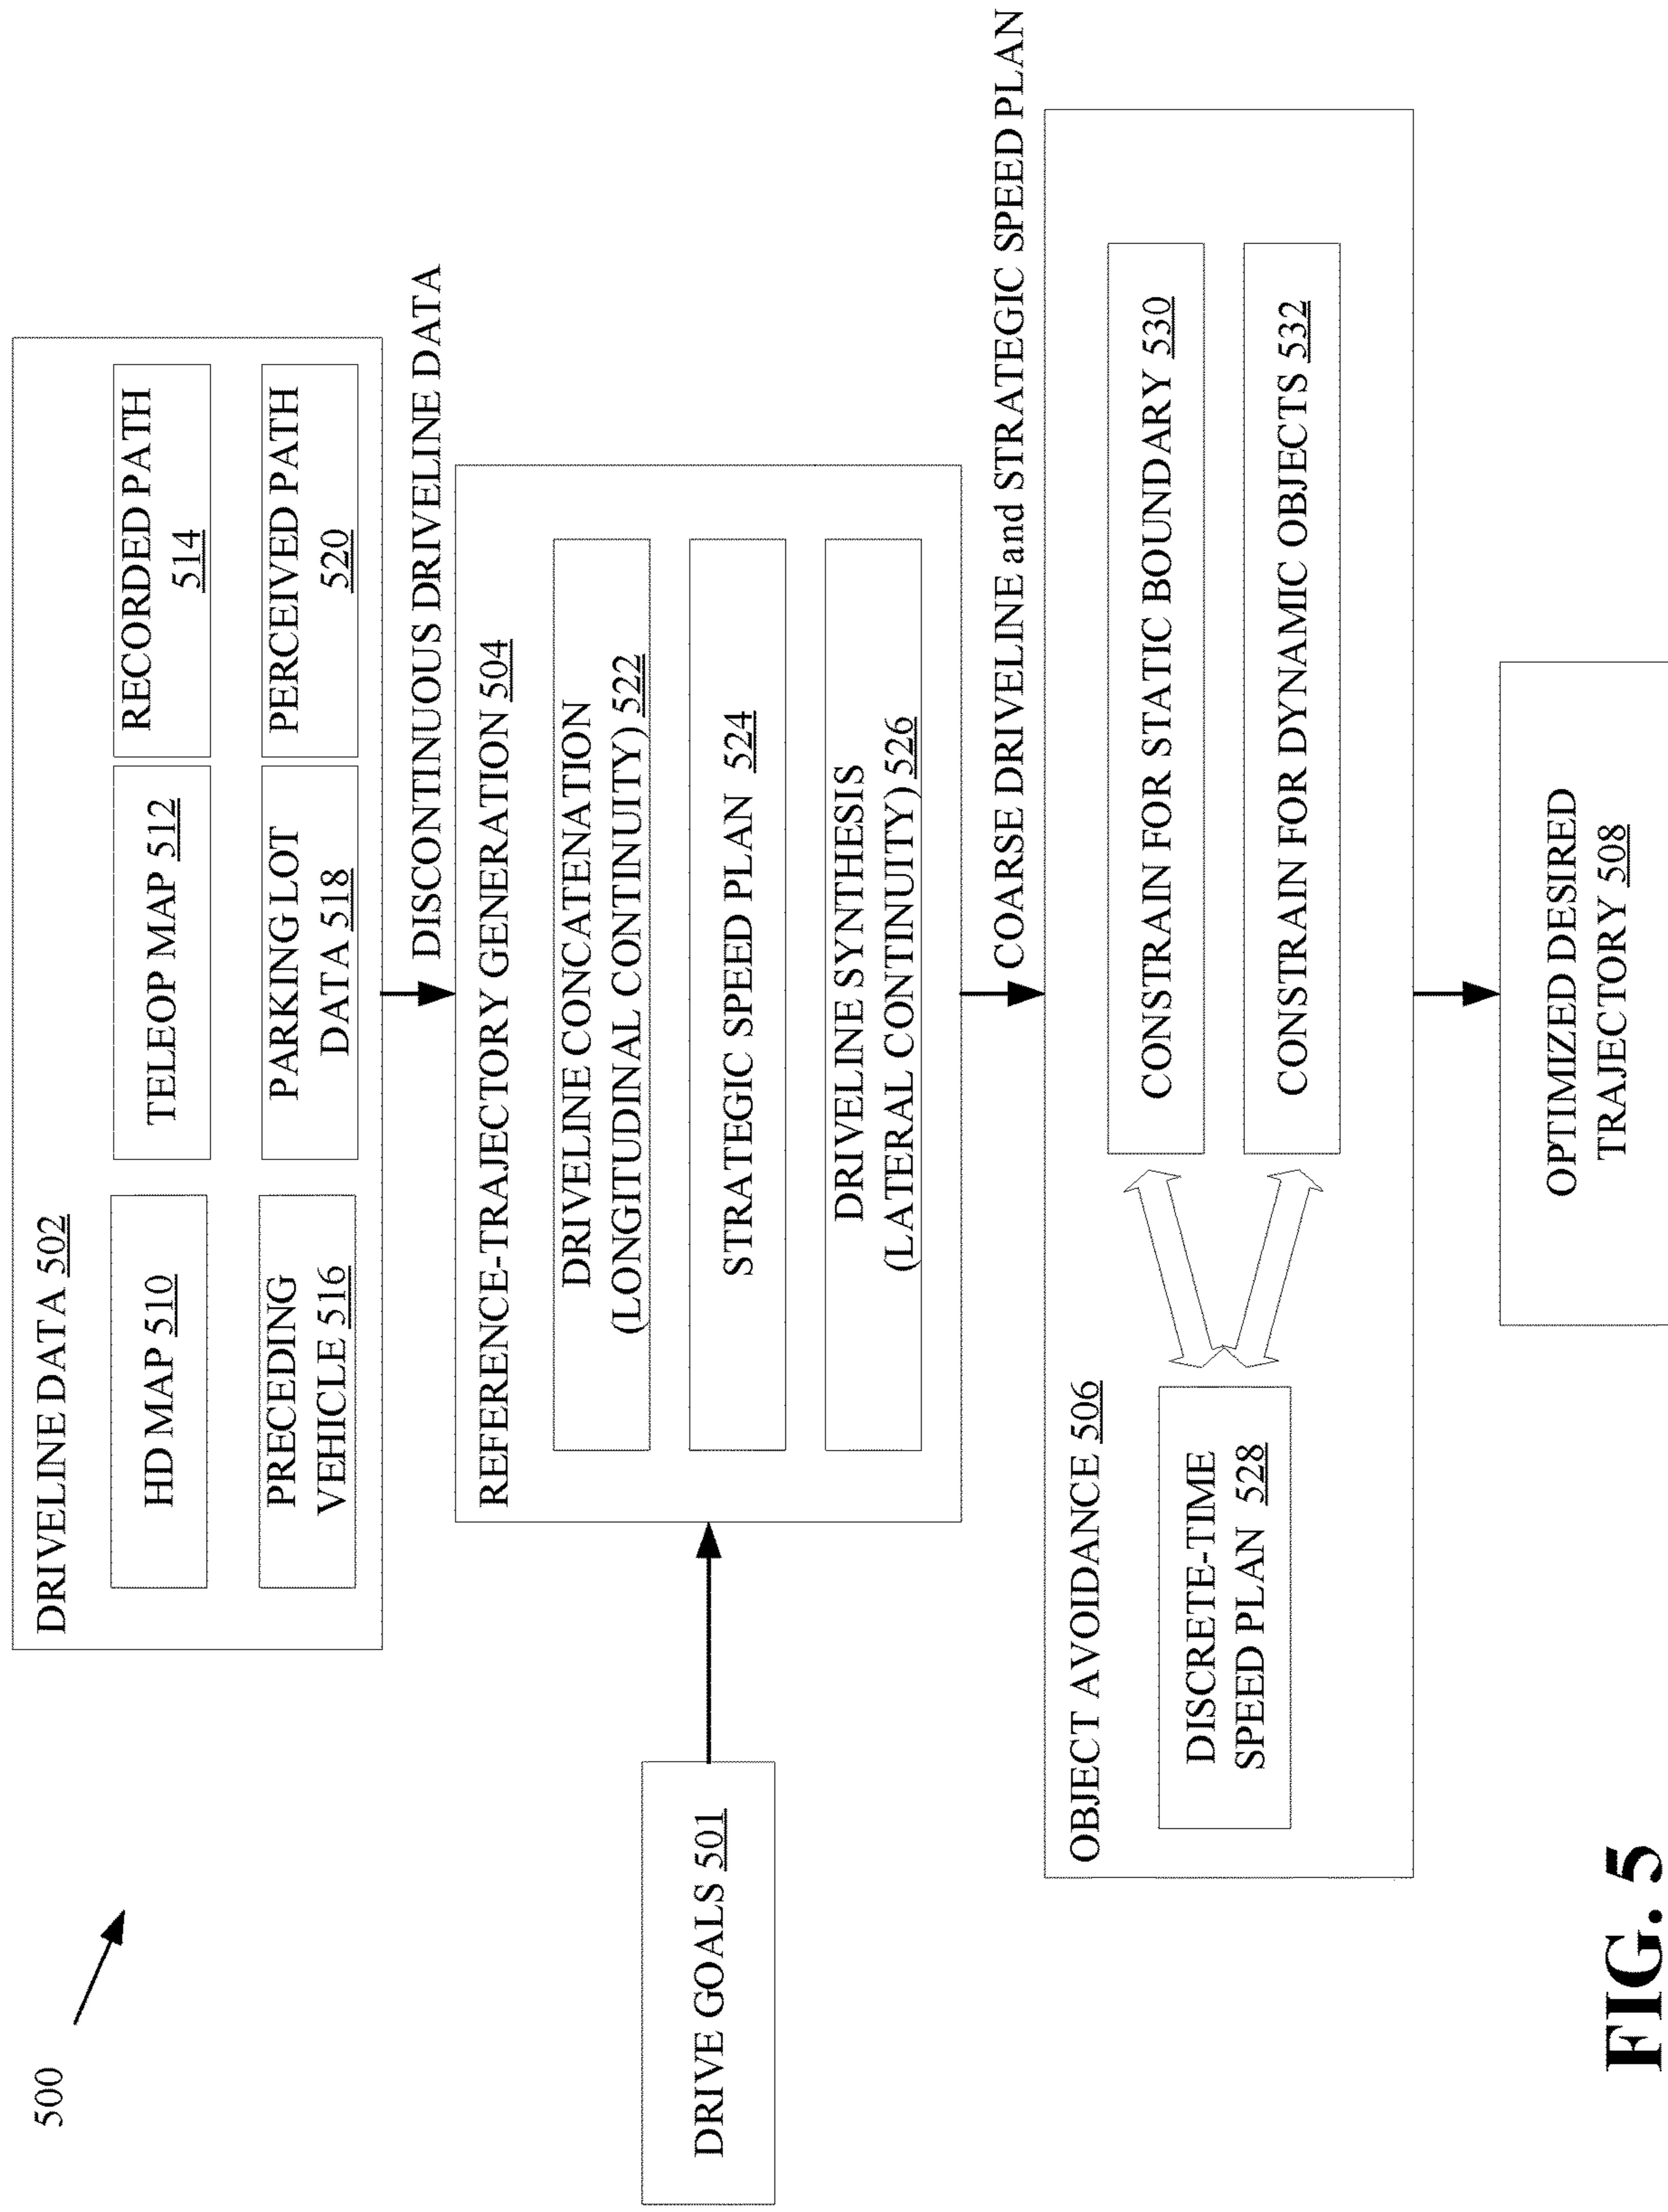 500
DRIVELINE DATA 502
HD MAP 510
TELEOP MAP 512
RECORDED PATH
514
PRECEDING
VEHICLE 516
PARKING LOT
DATA 518
PERCEIVED PATH
520
DISCONTINUOUS DRIVELINE DATA
DRIVE GOALS 501
REFERENCE-TRAJECTORY GENERATION 504
DRIVELINE CONCATENATION
(LONGITUDINAL CONTINUITY) 522
STRATEGIC SPEED PLAN 524
DRIVELINE SYNTHESIS
(LATERAL CONTINUITY) 526
COARSE DRIVELINE and STRATEGIC SPEED PLAN
OBJECT AVOIDANCE 506
DISCRETE-TIME
SPEED PLAN 528
CONSTRAIN FOR STATIC BOUNDARY 530
CONSTRAIN FOR DYNAMIC OBJECTS 532
OPTIMIZED DESIRED
TRAJECTORY 508
FIG. 5